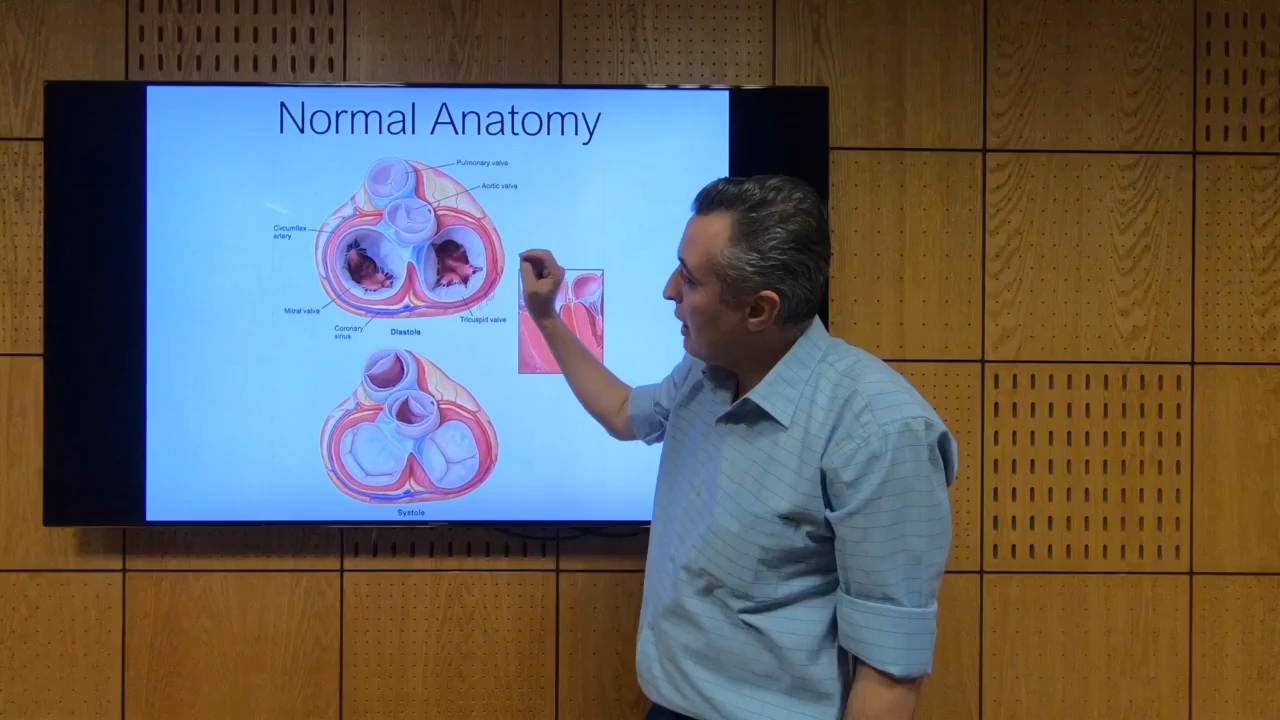 Normal Anatomy
Pulmonary valve
Aortic valve
Circumflex
artery
Mitral valve
Coronary
sinus
Tricuspid valve
Diastole
Systole